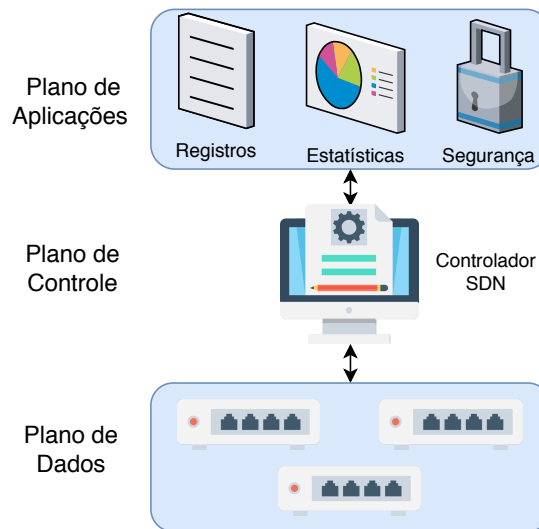 Plano de
Aplicações
Registros
Estatísticas
Segurança
Plano de
Controle
Controlador
SDN
Plano de
Dados